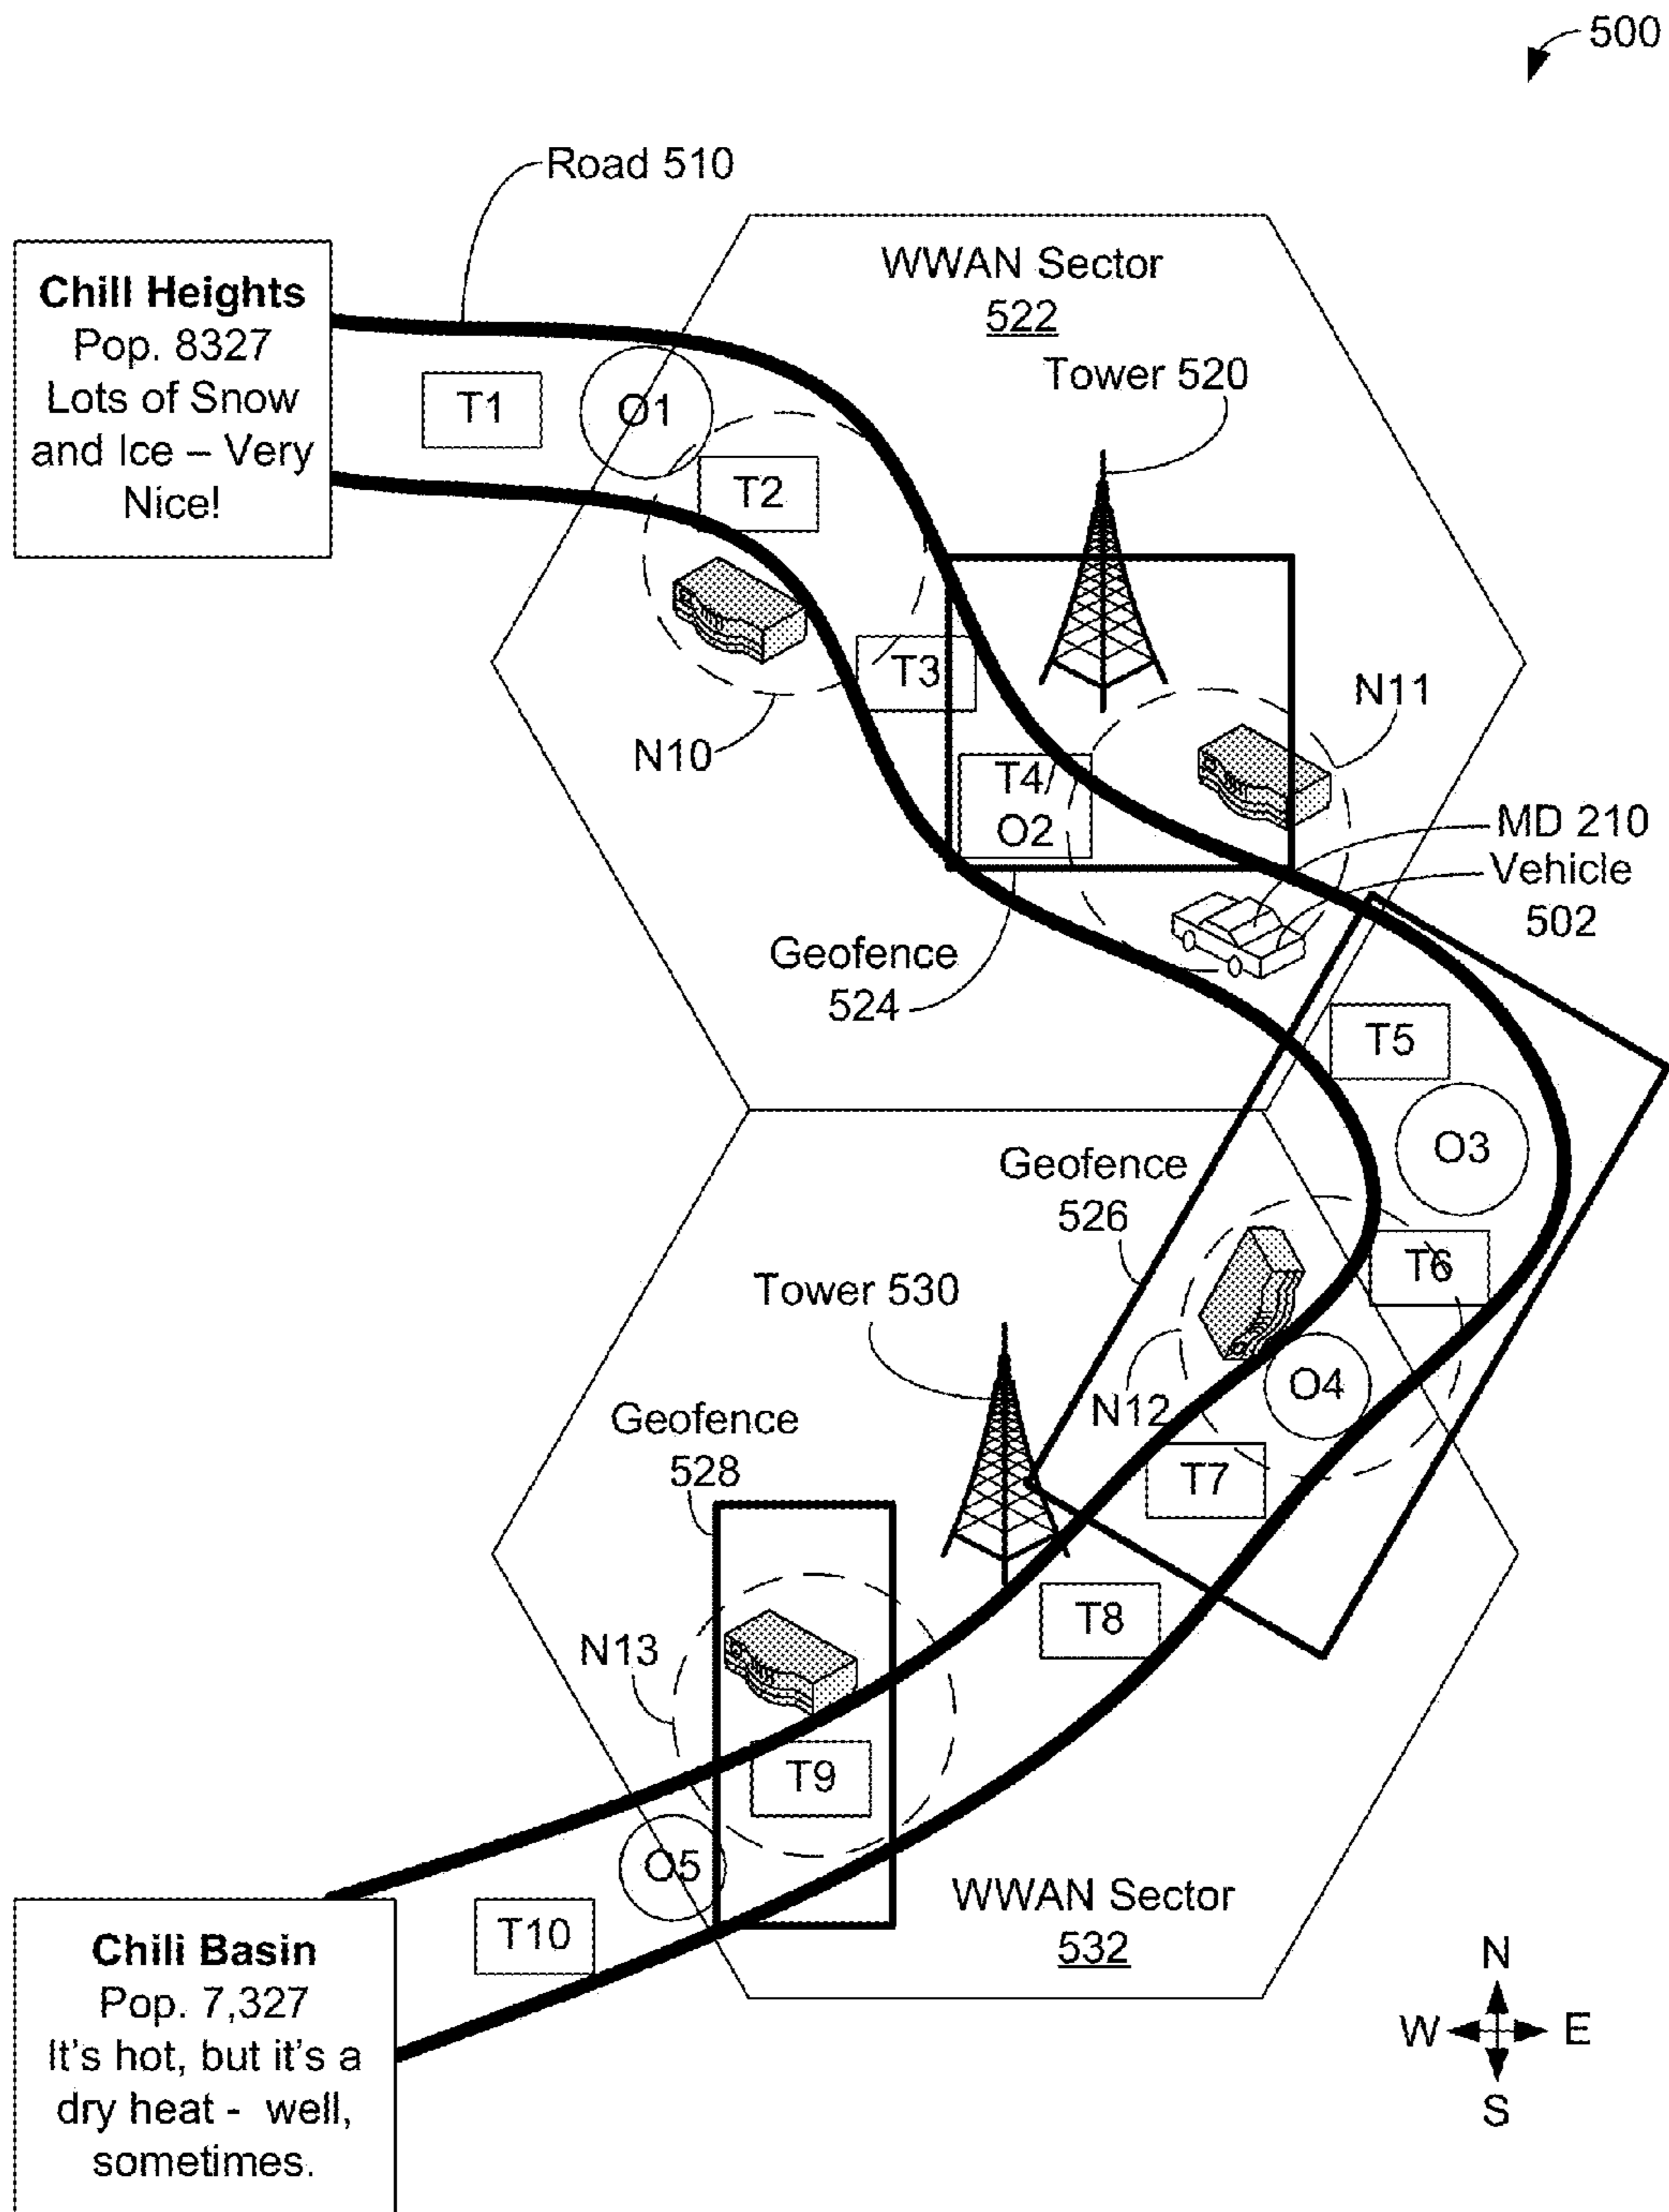 500
Road 510
WWAN Sector
522
Chill Heights
Pop. 8327
Lots of Snow
and Ice – Very
Nice!
Tower 520
T1
O1
T2
T3
N11
N10
T4/
O2
MD 210
Vehicle
502
Geofence
524
T5
O3
Geofence
526
T6
Tower 530
O4
N12
Geofence
528
T7
T8
N13
T9
O5
WWAN Sector
532
T10
Chili Basin
Pop. 7,327
It's hot, but it's a
dry heat - well,
sometimes.
N
W
E
S